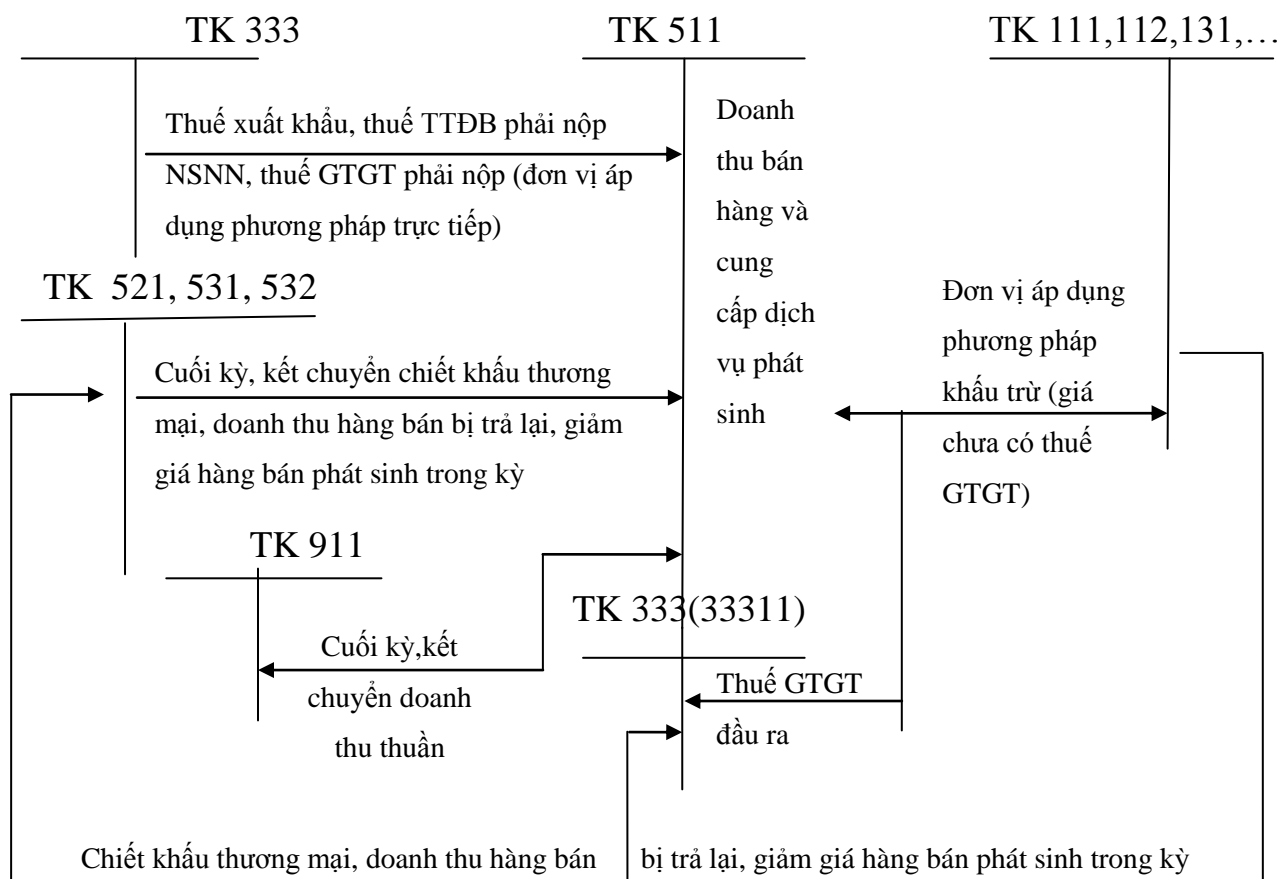 TK 333
TK 511
TK 111,112,131,…
Thuế xuất khẩu, thuế TTĐB phải nộp
NSNN, thuế GTGT phải nộp (đơn vị áp
dụng phương pháp trực tiếp)
Doanh
thu bán
hàng và
cung
cấp dịch
vụ phát
sinh
TK 521, 531, 532
Đơn vị áp dụng
phương pháp
khấu trừ (giá
chưa có thuế
GTGT)
Cuối kỳ, kết chuyển chiết khấu thương
mại, doanh thu hàng bán bị trả lại, giảm
giá hàng bán phát sinh trong kỳ
TK 911
TK 333(33311)
Cuối kỳ,kết
chuyển doanh
thu thuần
Thuế GTGT
đầu ra
Chiết khấu thương mại, doanh thu hàng bán bị trả lại, giảm giá hàng bán phát sinh trong kỳ